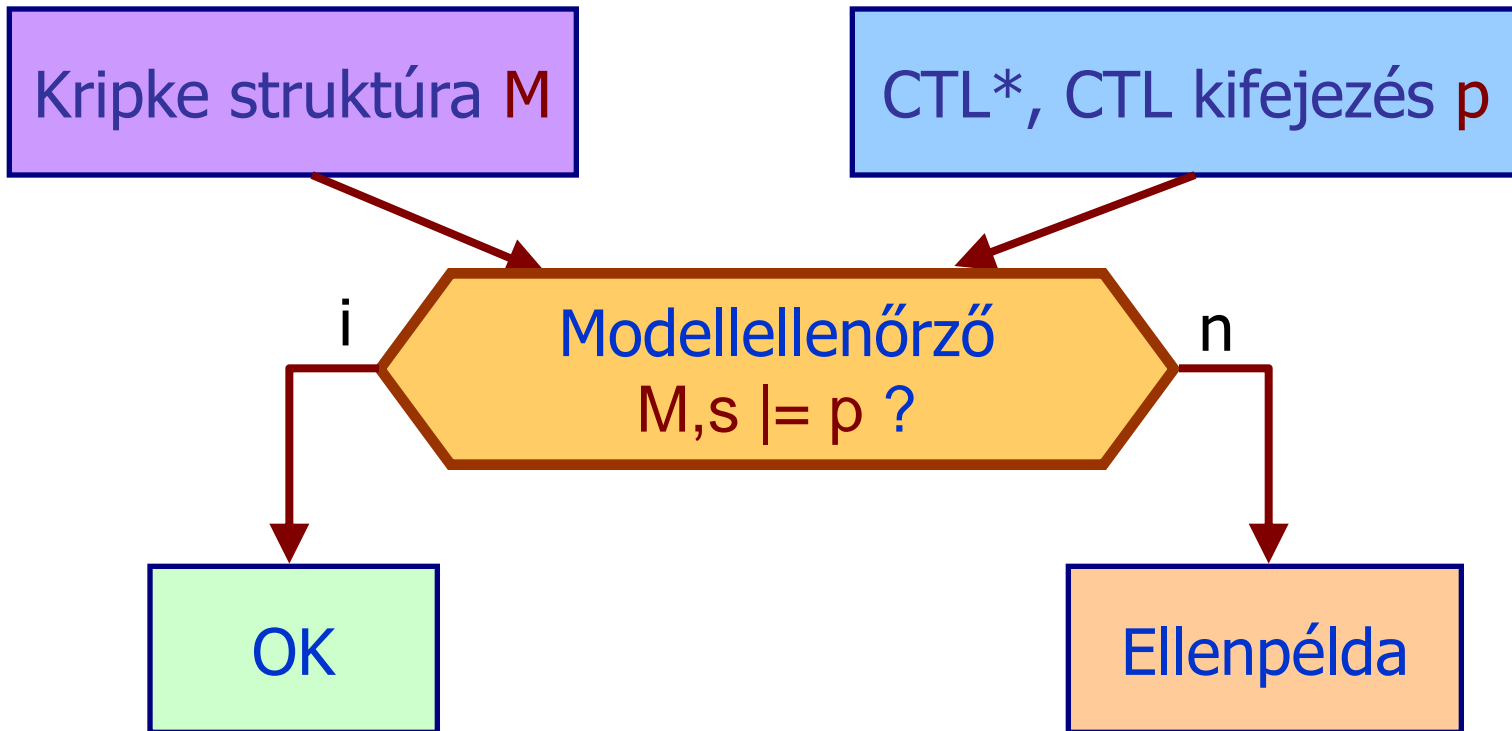 Kripke struktúra M
CTL*, CTL kifejezés p
i
Modellellenőrző
n
M,s |= p ?
OK
Ellenpélda